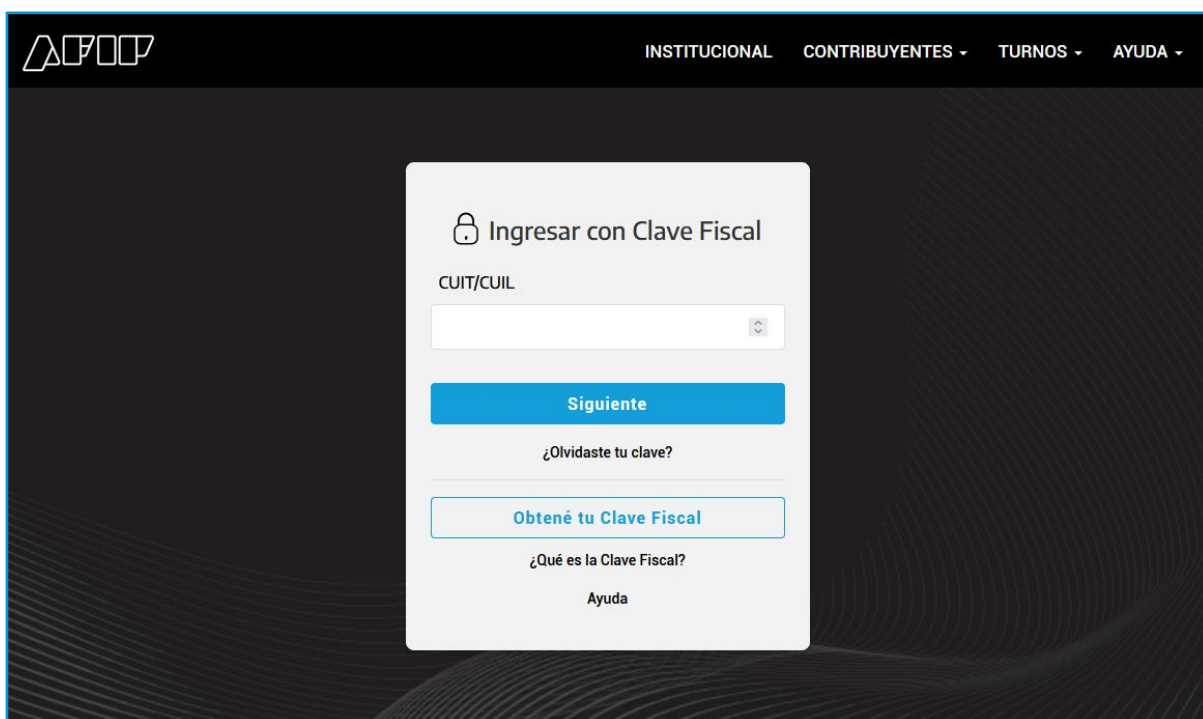 AFIP
INSTITUCIONAL CONTRIBUYENTES TURNOS AYUDA
Ingresar con Clave Fiscal
CUIT/CUIL
Siguiente
¿Olvidaste tu clave?
Obtené tu Clave Fiscal
¿Qué es la Clave Fiscal?
Ayuda